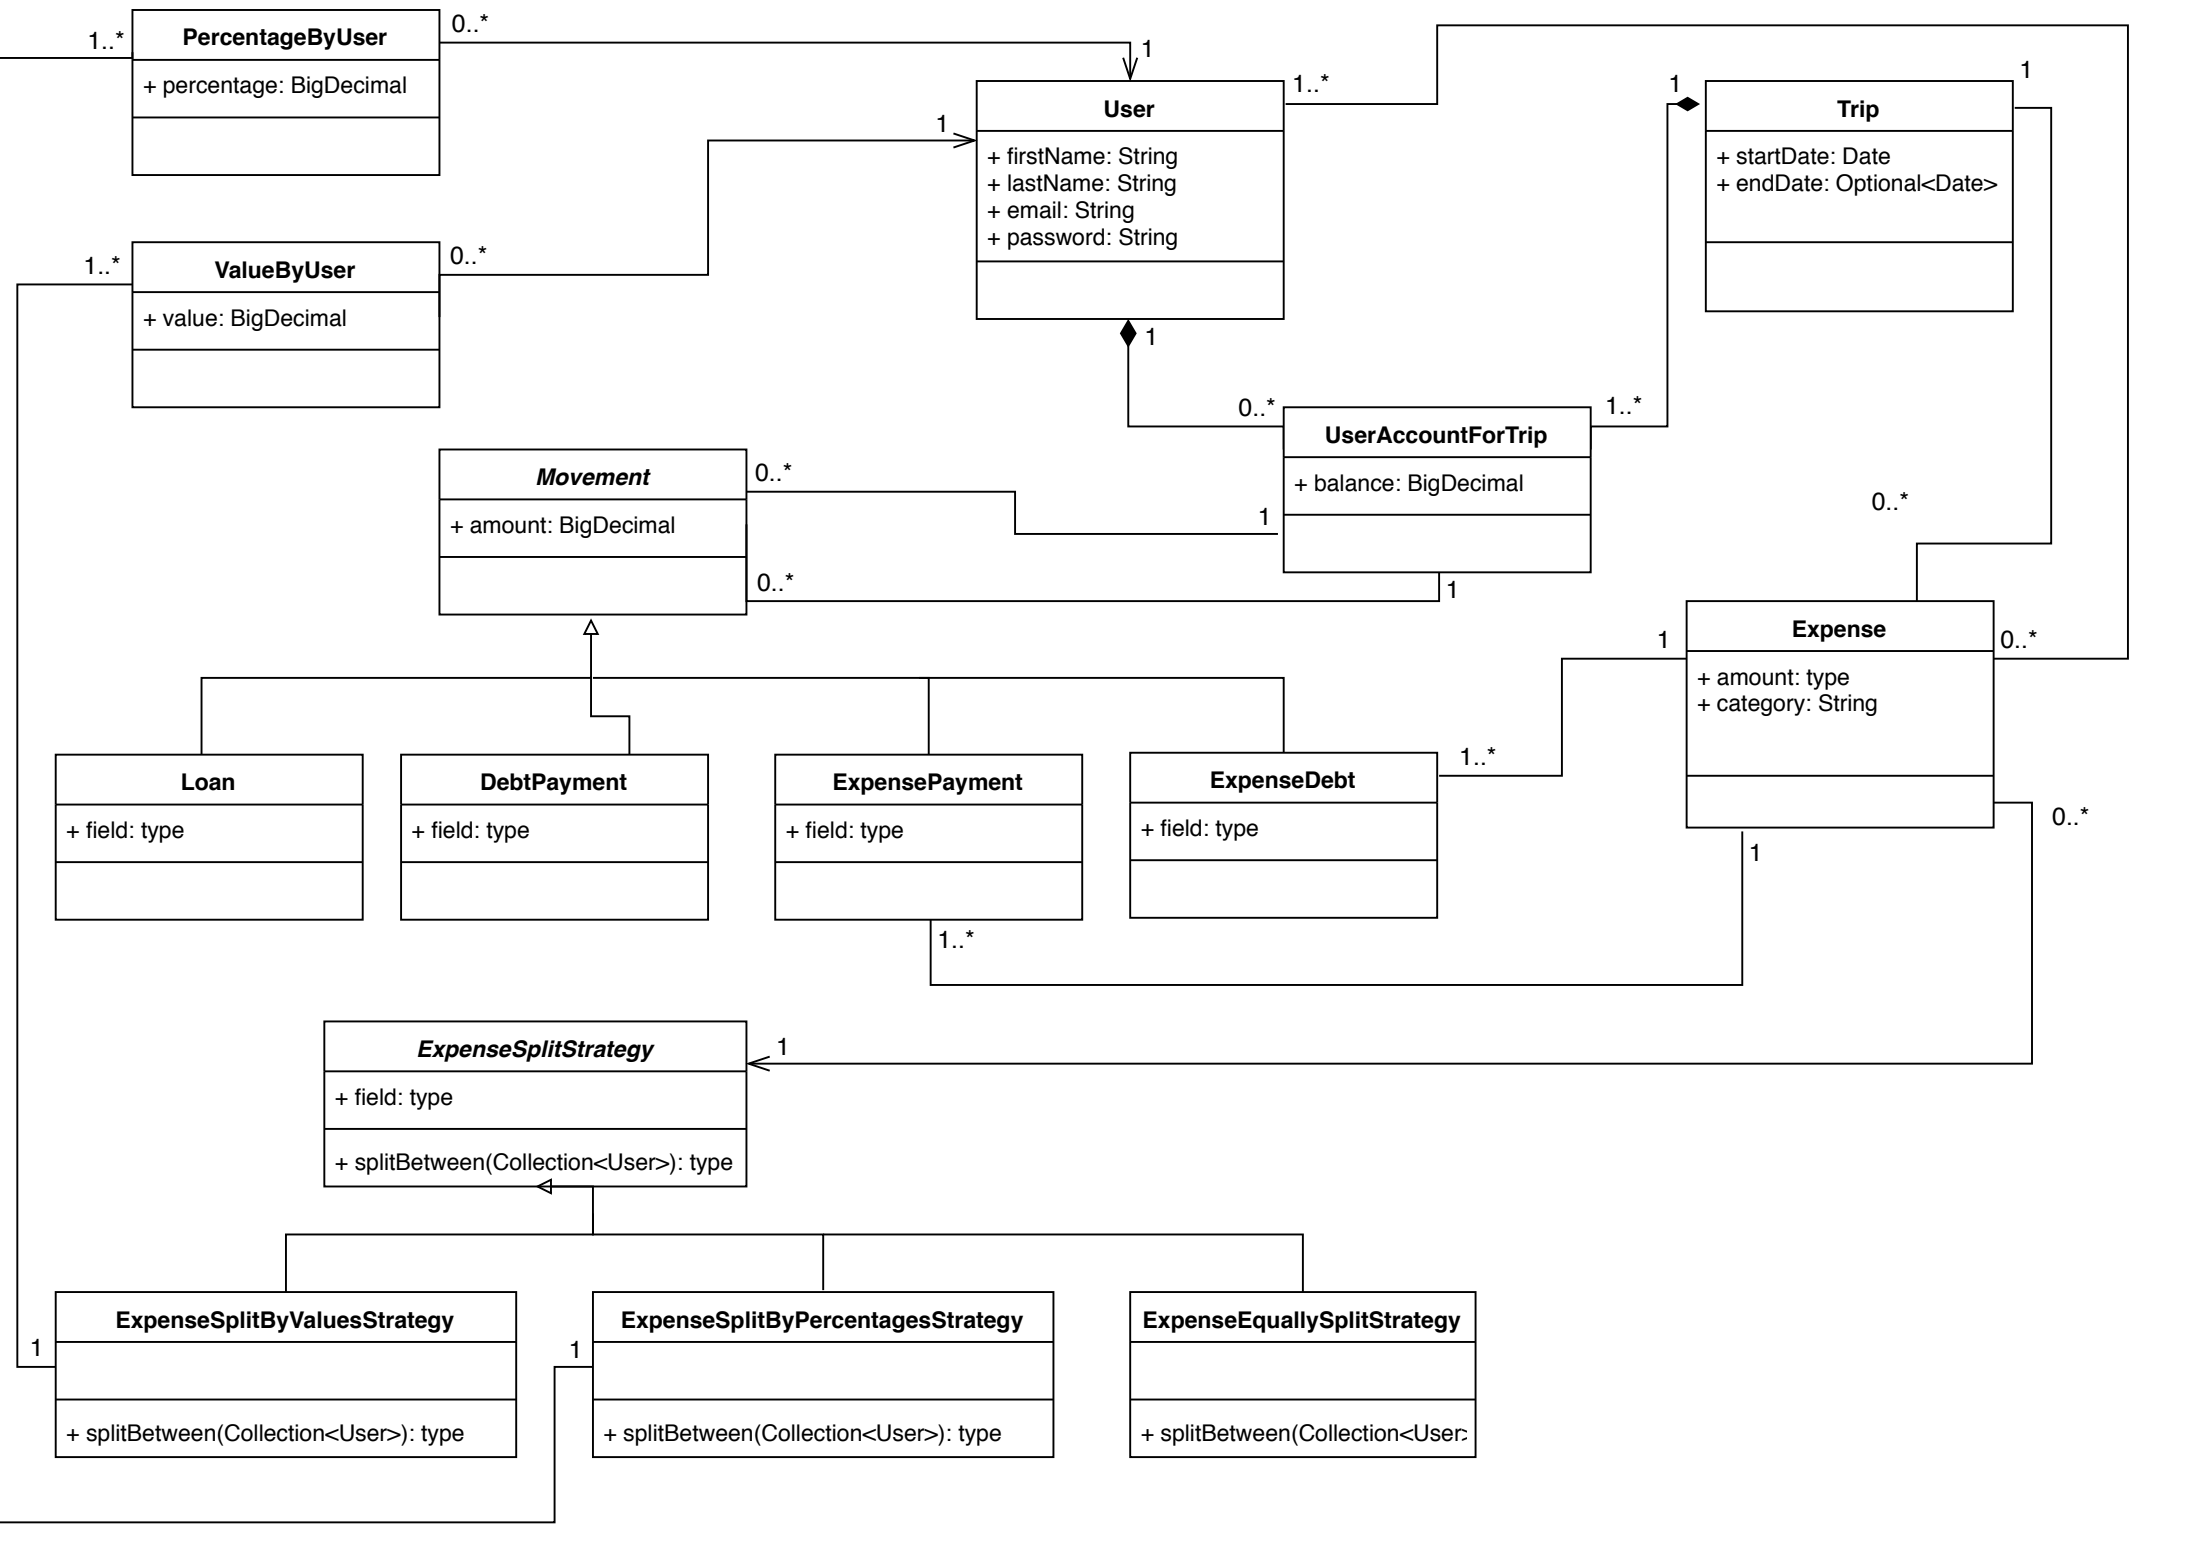 1..*
PercentageByUser
0..*
+ percentage: BigDecimal
1
1..*
User
+ firstName: String
+ lastName: String
+ email: String
+ password: String
1
1
Trip
1
+ startDate: Date
+ endDate: Optional<Date>
1
1..*
ValueByUser
0..*
+ value: BigDecimal
1
0..*
UserAccountForTrip
1..*
+ balance: BigDecimal
Movement
0..*
+ amount: BigDecimal
1
0..*
1
0..*
1
Expense
0..*
+ amount: type
+ category: String
Loan
+ field: type
DebtPayment
+ field: type
ExpensePayment
+ field: type
ExpenseDebt
1..*
+ field: type
0..*
1
1..*
ExpenseSplitStrategy
1
+ field: type
+ splitBetween(Collection<User>): type
ExpenseSplitByValuesStrategy
1
+ splitBetween(Collection<User>): type
ExpenseSplitByPercentagesStrategy
1
+ splitBetween(Collection<User>): type
ExpenseEquallySplitStrategy
+ splitBetween(Collection<User>